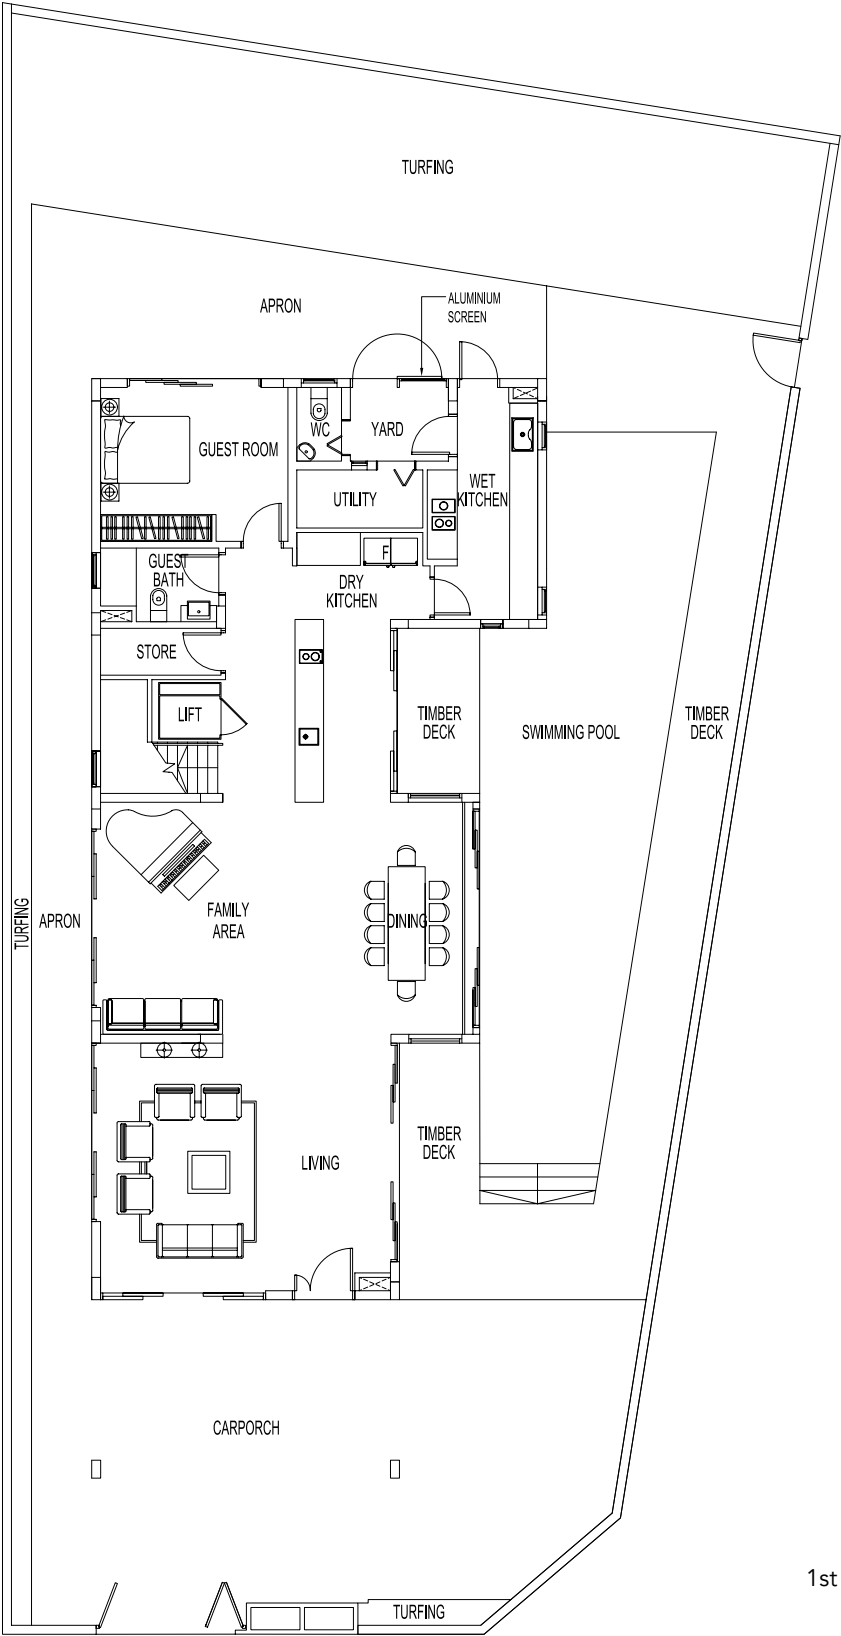 TURFING
APRON
ALUMINIUM
SCREEN
WC
YARD
GUEST ROOM
WET
KITCHEN
UTILITY
F
GUEST
BATH
DRY
KITCHEN
STORE
LIFT
TIMBER
DECK
SWIMMING POOL
TIMBER
DECK
FAMILY
AREA
DINING
TURFING
APRON
TIMBER
DECK
LIVING
CARPORCH
1st
TURFING